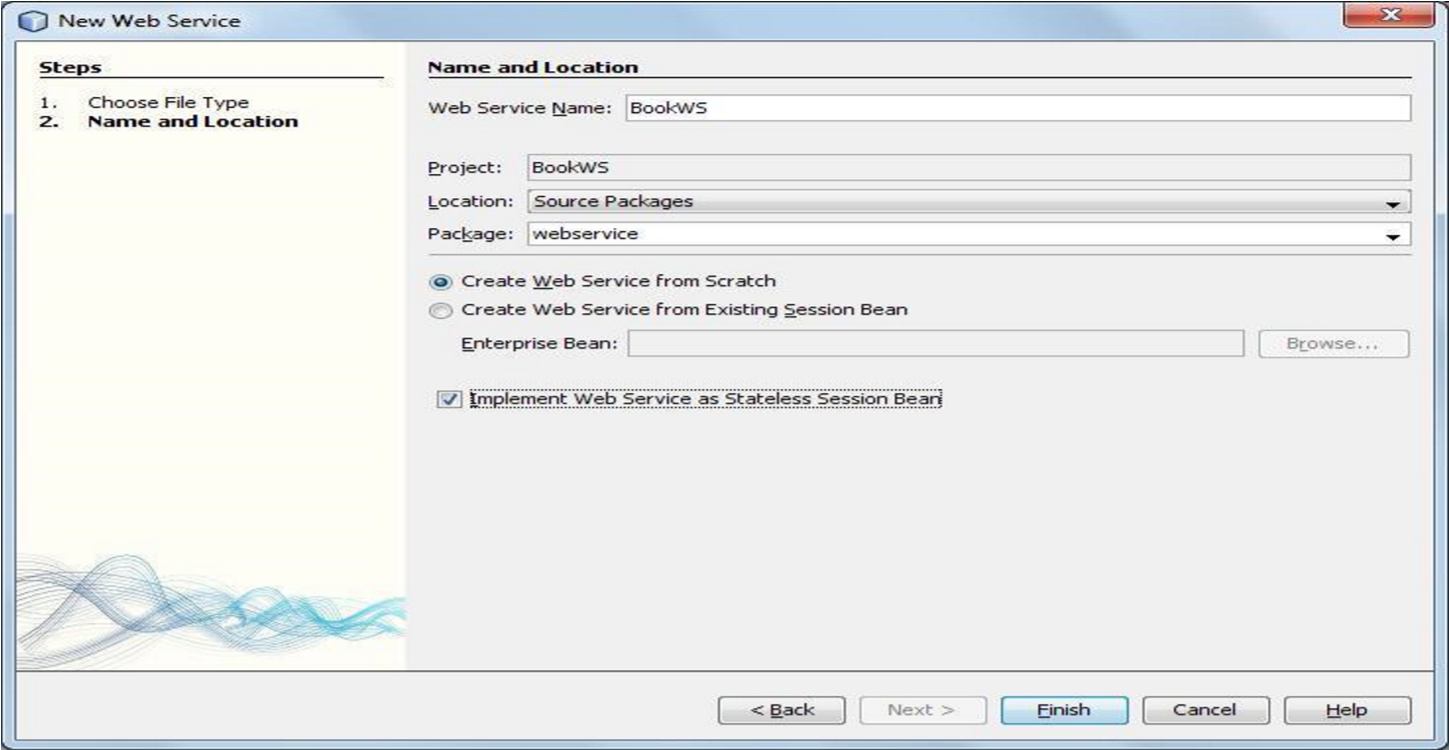 New Web Service
Steps
1. Choose File Type
2. Name and Location
Name and Location
Web Service Name: BookWS
Project: BookWS
Location: Source Packages
Package: webservice
Create Web Service from Scratch
Create Web Service from Existing Session Bean
Enterprise Bean: Browse...
Implement Web Service as Stateless Session Bean
< Back Next > Finish Cancel Help